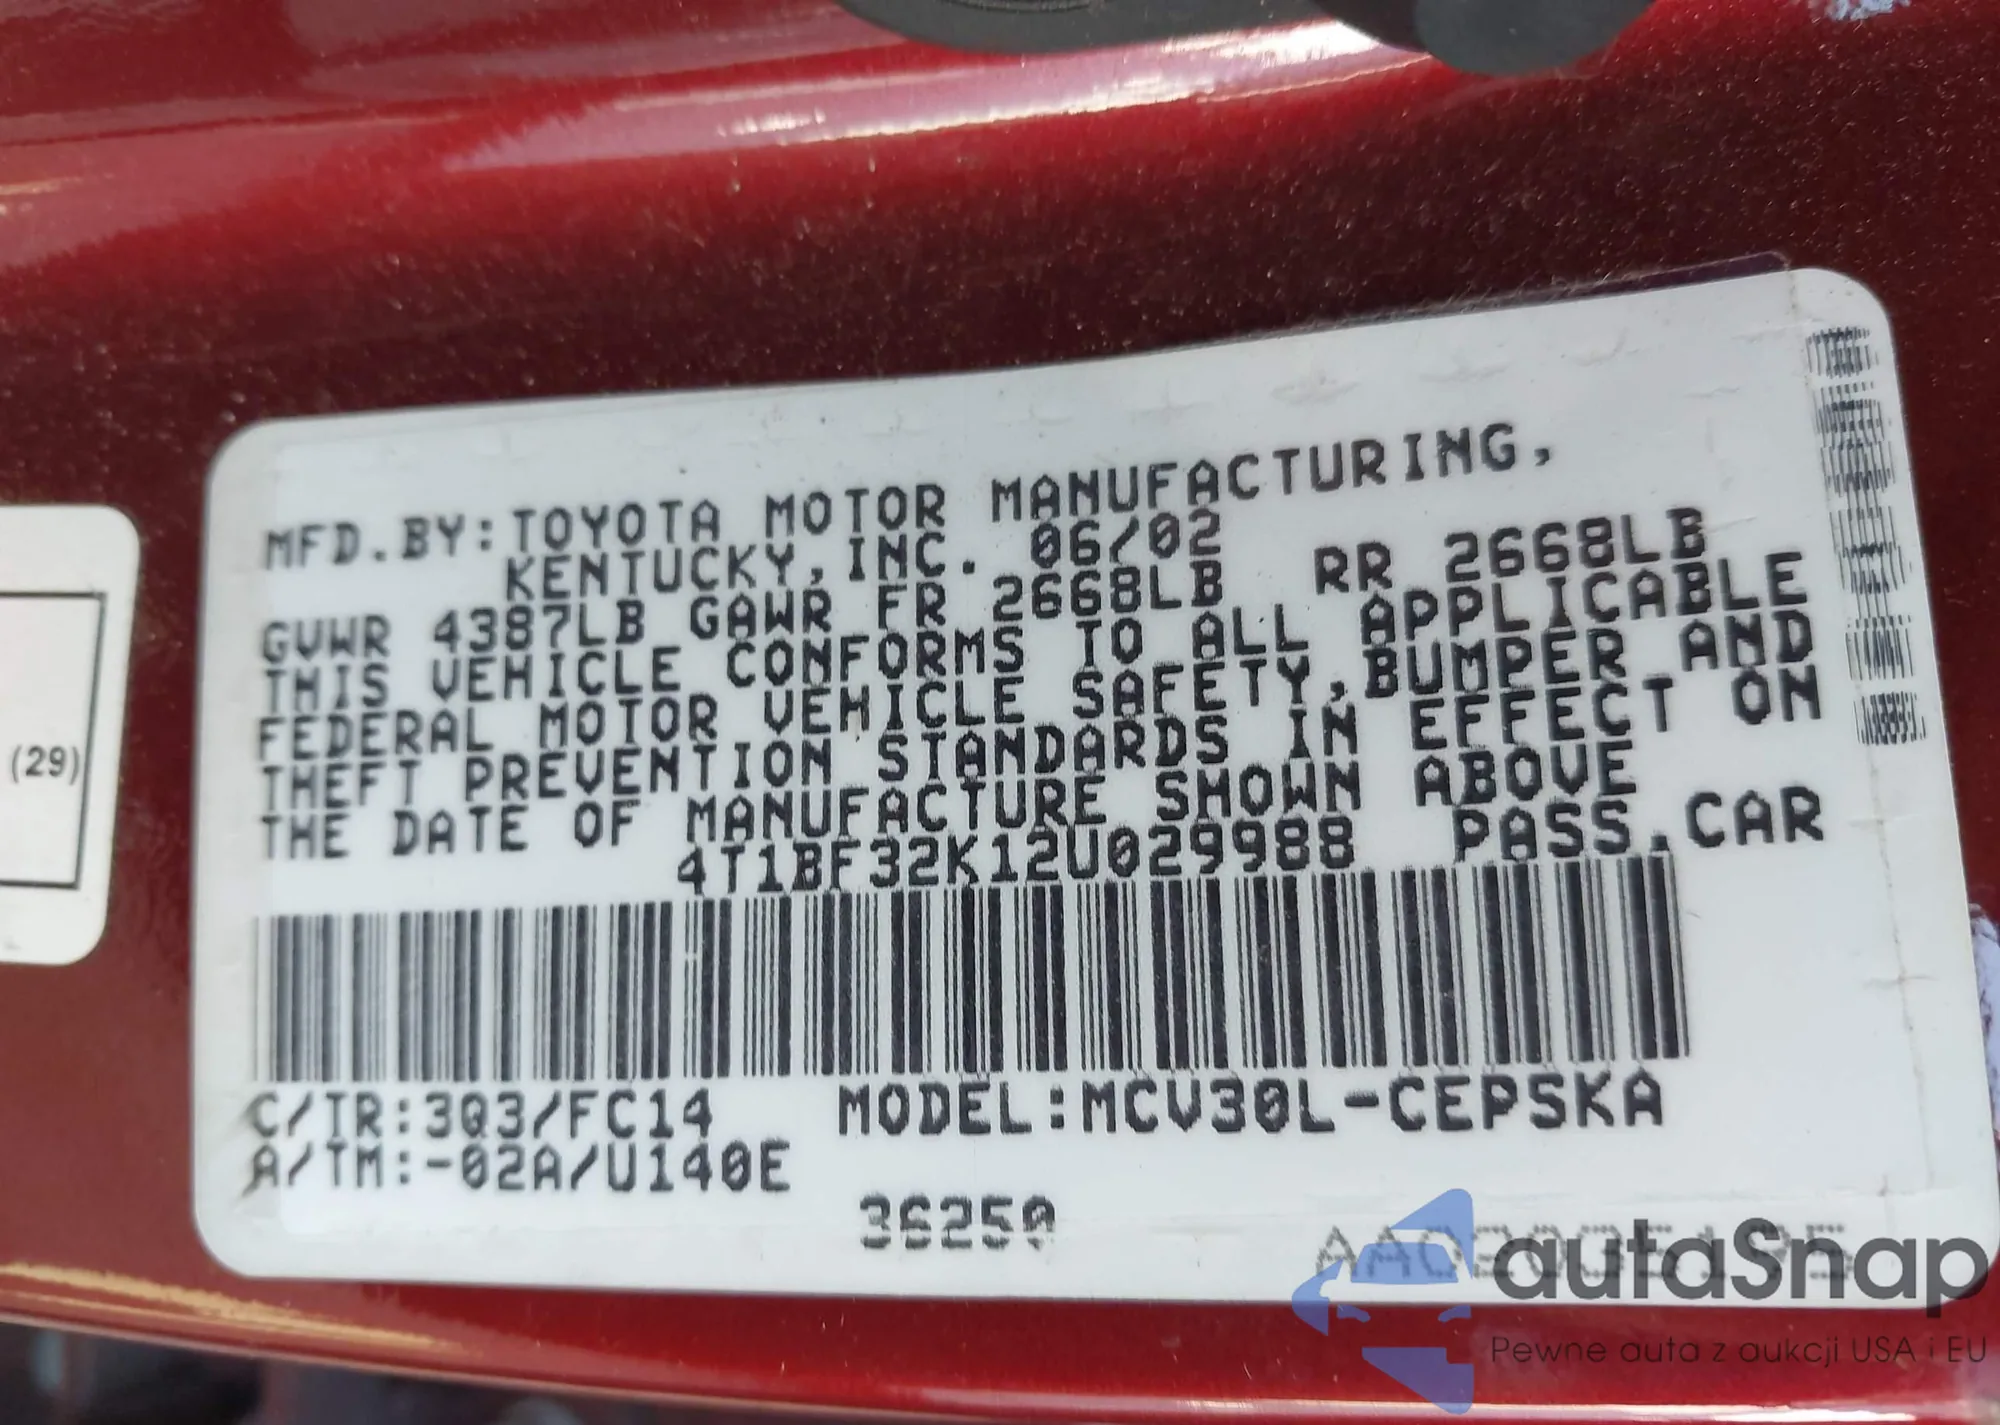 MFD.BY:TOYOTA MOTOR MANUFACTURING,
KENTUCKY,INC. 06/02
GVWR 4387LB GAWR FR 2668LB RR 2668LB
THIS VEHICLE CONFORMS TO ALL APPLICABLE
FEDERAL MOTOR VEHICLE SAFETY,BUMPER AND
THEFT PREVENTION STANDARDS IN EFFECT ON
THE DATE OF MANUFACTURE SHOWN ABOVE
4T1BF32K12U029988 PASS.CAR
C/TR:3Q3/FC14 MODEL:MCV30L-CEPSKA
A/TM:-02A/U140E
36250
(29)
autaSnap
Pewne auta z aukcji USA i EU